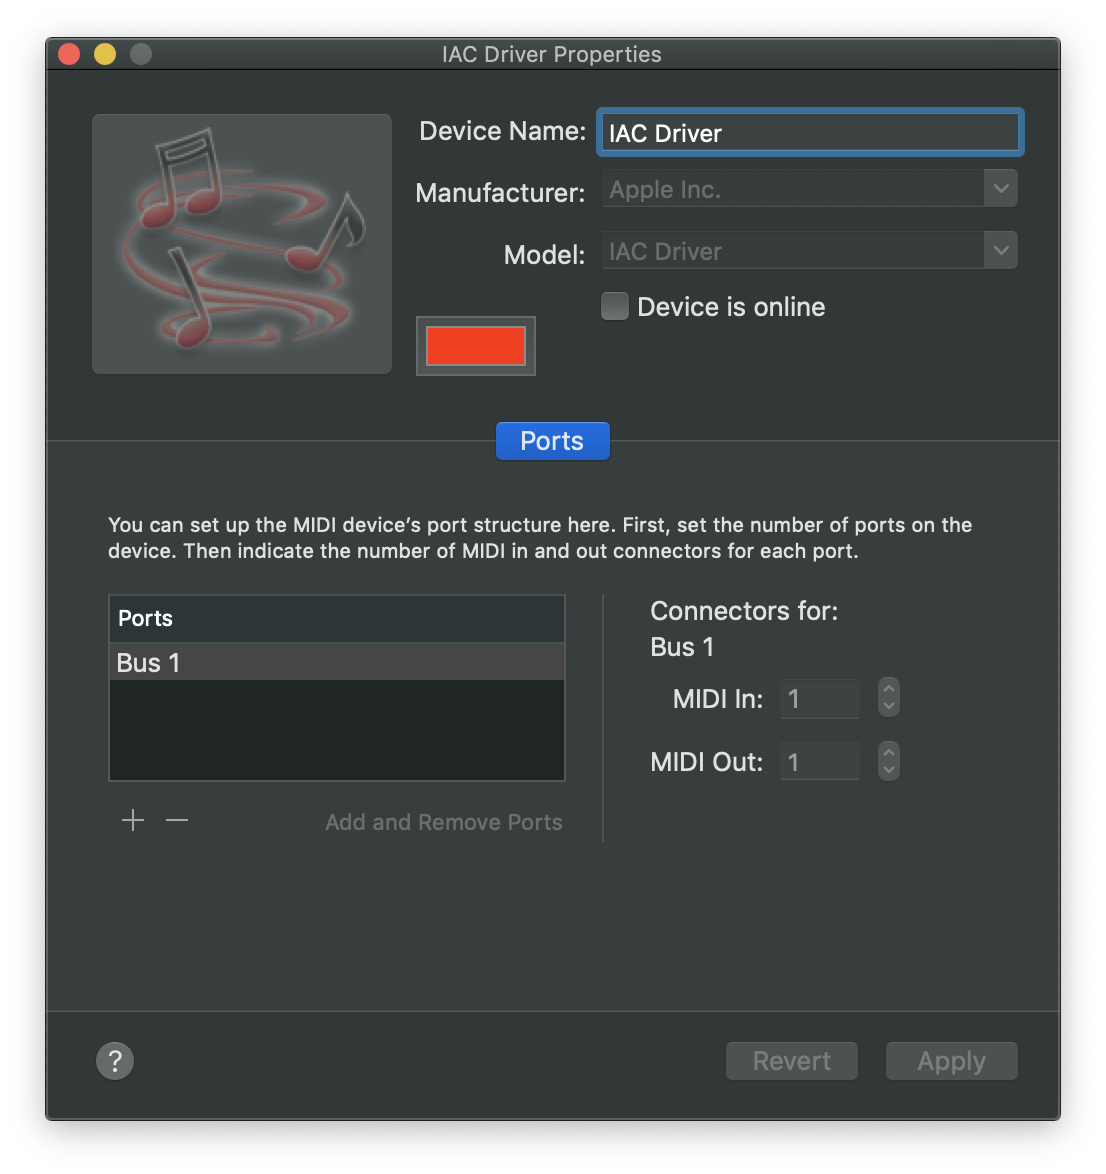 IAC Driver Properties
Device Name: IAC Driver
Manufacturer: Apple Inc.
Model: IAC Driver
Device is online
Ports
You can set up the MIDI device’s port structure here. First, set the number of ports on the
device. Then indicate the number of MIDI in and out connectors for each port.
Ports
Bus 1
Add and Remove Ports
Connectors for:
Bus 1
MIDI In: 1
MIDI Out: 1
?
Revert
Apply